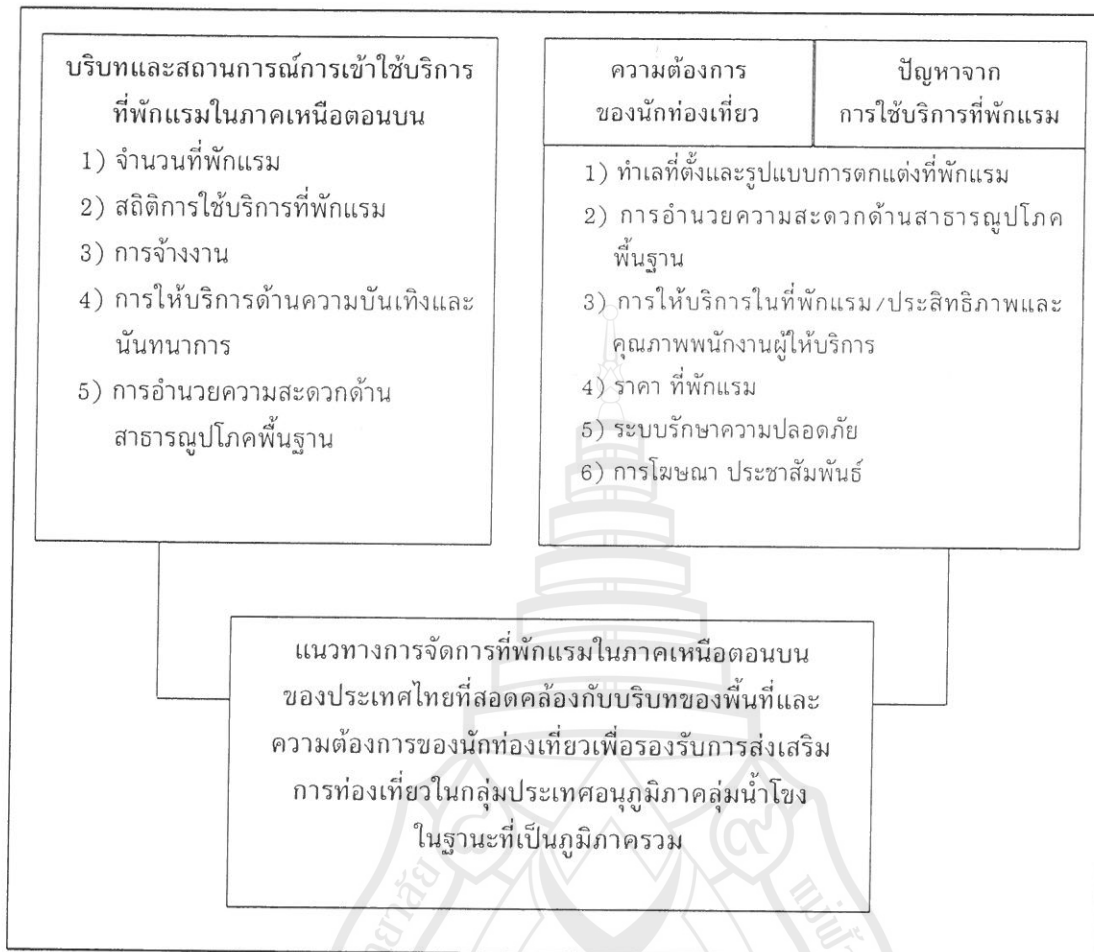 บริบทและสถานการณ์การเข้าใช้บริการ
ที่พักแรมในภาคเหนือตอนบน
1) จำนวนที่พักแรม
2) สถิติการใช้บริการที่พักแรม
3) การจ้างงาน
4) การให้บริการด้านความบันเทิงและ
นันทนาการ
5) การอำนวยความสะดวกด้าน
สาธารณูปโภคพื้นฐาน
ความต้องการ
ของนักท่องเที่ยว
ปัญหาจาก
การใช้บริการที่พักแรม
1) ทำเลที่ตั้งและรูปแบบการตกแต่งที่พักแรม
2) การอำนวยความสะดวกด้านสาธารณูปโภค
พื้นฐาน
3) การให้บริการในที่พักแรม/ประสิทธิภาพและ
คุณภาพพนักงานผู้ให้บริการ
4) ราคา ที่พักแรม
5) ระบบรักษาความปลอดภัย
6) การโฆษณา ประชาสัมพันธ์
แนวทางการจัดการที่พักแรมในภาคเหนือตอนบน
ของประเทศไทยที่สอดคล้องกับบริบทของพื้นที่และ
ความต้องการของนักท่องเที่ยวเพื่อรองรับการส่งเสริม
การท่องเที่ยวในกลุ่มประเทศอนุภูมิภาคลุ่มน้ำโขง
ในฐานะที่เป็นภูมิภาครวม